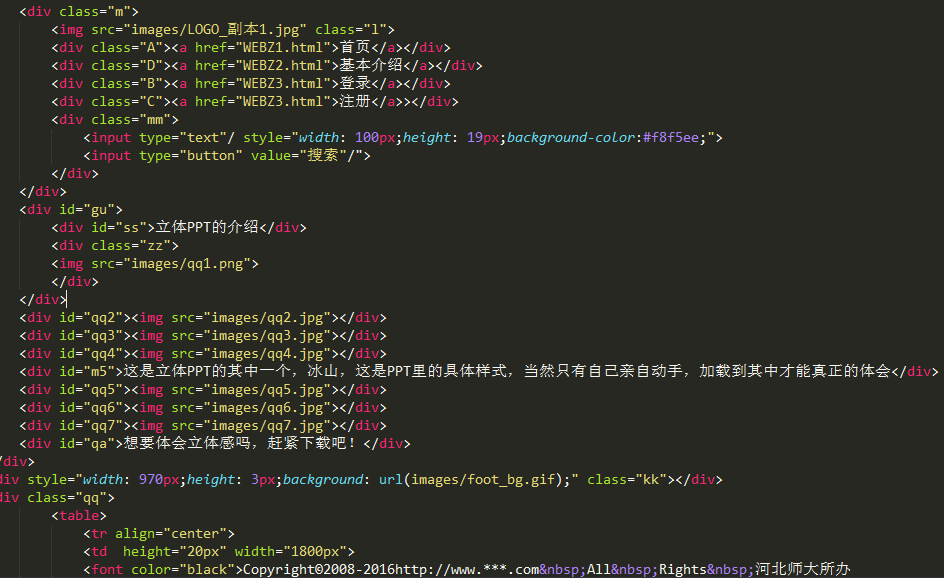 <div class="m">
<img src="images/LOGO_副本1.jpg" class="l">
<div class="A"><a href="WEBZ1.html">首页</a></div>
<div class="D"><a href="WEBZ2.html">基本介绍</a></div>
<div class="B"><a href="WEBZ3.html">登录</a></div>
<div class="C"><a href="WEBZ3.html">注册</a>></div>
<div class="mm">
<input type="text"/ style="width: 100px;height: 19px;background-color:#f8f5ee;">
<input type="button" value="搜索"/">
</div>
</div>
<div id="gu">
<div id="ss">立体PPT的介绍</div>
<div class="zz">
<img src="images/qq1.png">
</div>
</div>
<div id="qq2"><img src="images/qq2.jpg"></div>
<div id="qq3"><img src="images/qq3.jpg"></div>
<div id="qq4"><img src="images/qq4.jpg"></div>
<div id="m5">这是立体PPT的其中一个，冰山，这是PPT里的具体样式，当然只有自己亲自动手，加载到其中才能真正的体会</div>
<div id="qq5"><img src="images/qq5.jpg"></div>
<div id="qq6"><img src="images/qq6.jpg"></div>
<div id="qq7"><img src="images/qq7.jpg"></div>
<div id="qa">想要体会立体感吗，赶紧下载吧！</div>
/div>
div style="width: 970px;height: 3px;background: url(images/foot_bg.gif);" class="kk"></div>
div class="qq">
<table>
<tr align="center">
<td  height="20px" width="1800px">
<font color="black">Copyright©2008-2016http://www.***.com&nbsp;All&nbsp;Rights&nbsp;河北师大所办